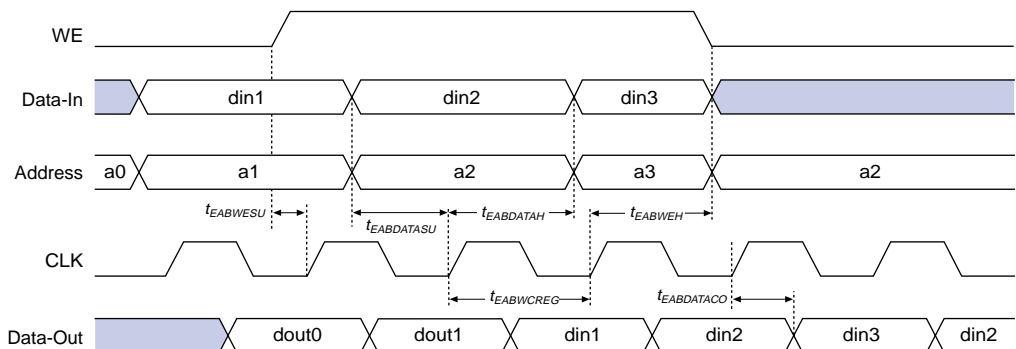 WE
Data-In din1 din2 din3
Address a0 a1 a2 a3 a2
tEABWESU tEABDATASU tEABDATAH tEABWEH
CLK
tEABWCREG tEABDATACO
Data-Out dout0 dout1 din1 din2 din3 din2